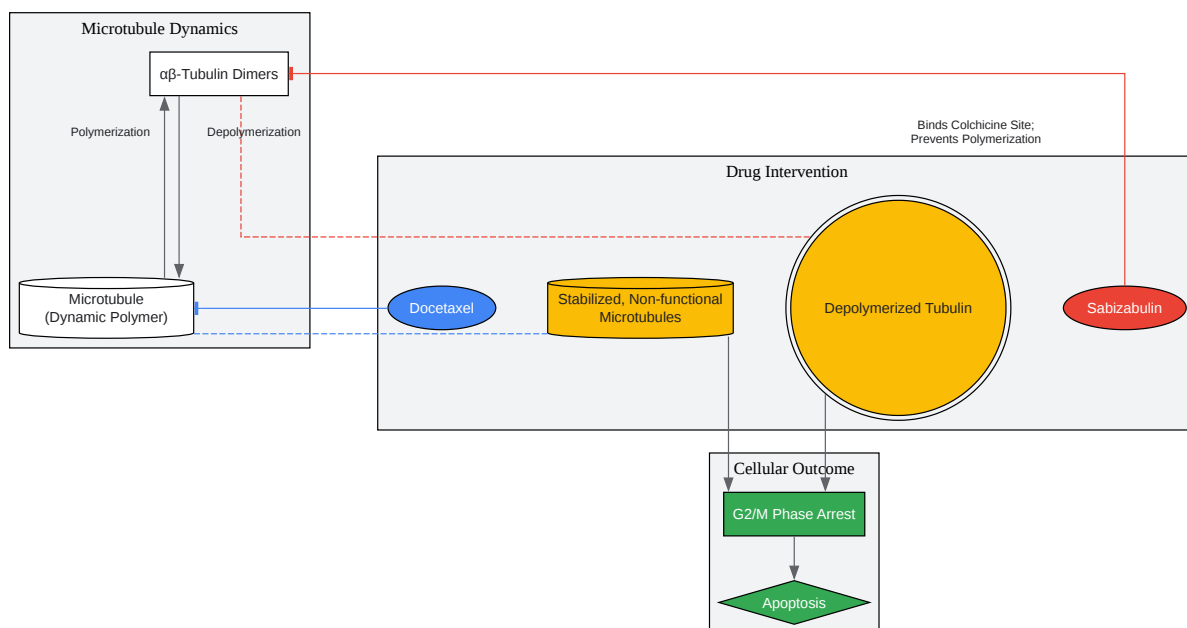 Microtubule Dynamics
αβ-Tubulin Dimers
Polymerization
Depolymerization
Binds Colchicine Site;
Prevents Polymerization
Drug Intervention
Microtubule
(Dynamic Polymer)
Docetaxel
Stabilized, Non-functional
Microtubules
Depolymerized Tubulin
Sabizabulin
Cellular Outcome
G2/M Phase Arrest
Apoptosis